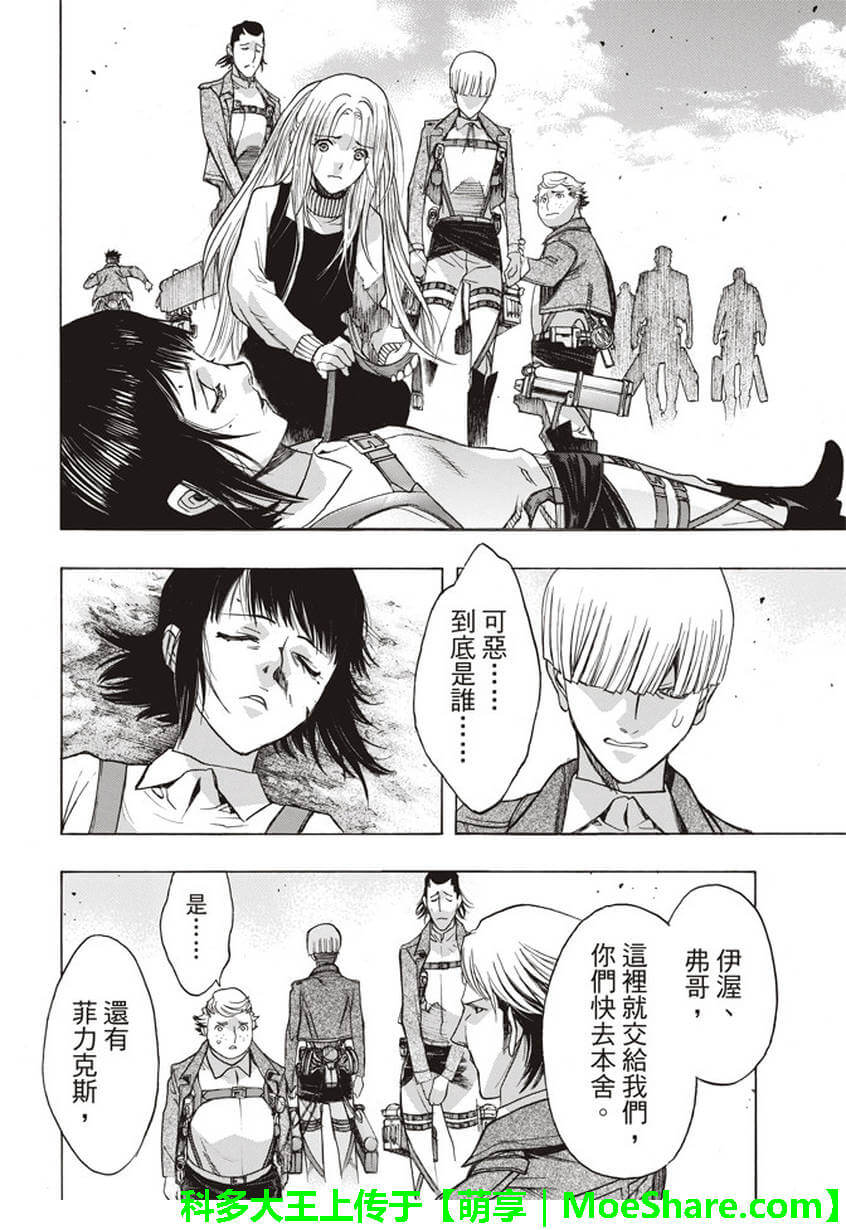 可惡……
到底是誰……
伊渥、
弗哥，
這裡就交給我們，
你們快去本舍。
是……
還有
菲力克斯，
科多大王上传于【萌享】MoeShare.com】